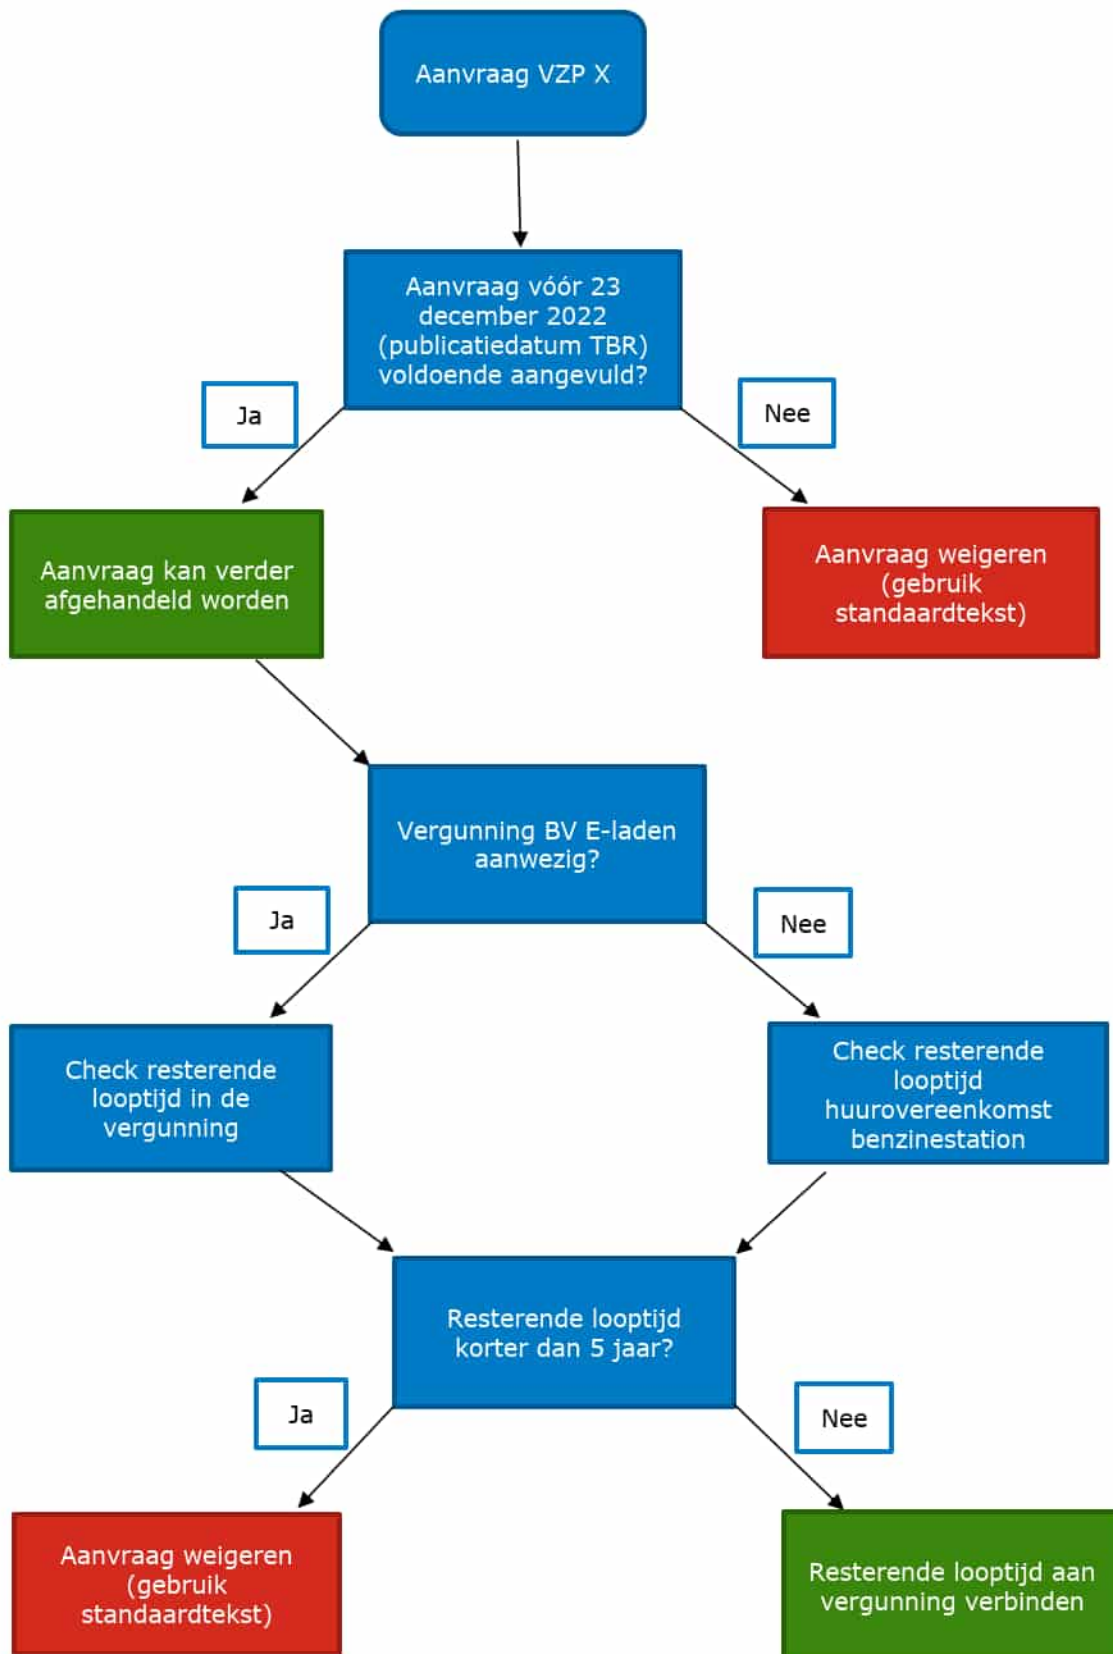 Aanvraag VZP X
Aanvraag vóór 23
december 2022
(publicatiedatum TBR)
voldoende aangevuld?
Ja
Nee
Aanvraag kan verder
afgehandeld worden
Aanvraag weigeren
(gebruik
standaardtekst)
Vergunning BV E-laden
aanwezig?
Ja
Nee
Check resterende
looptijd in de
vergunning
Check resterende
looptijd
huurovereenkomst
benzinestation
Resterende looptijd
korter dan 5 jaar?
Ja
Nee
Aanvraag weigeren
(gebruik
standaardtekst)
Resterende looptijd aan
vergunning verbinden